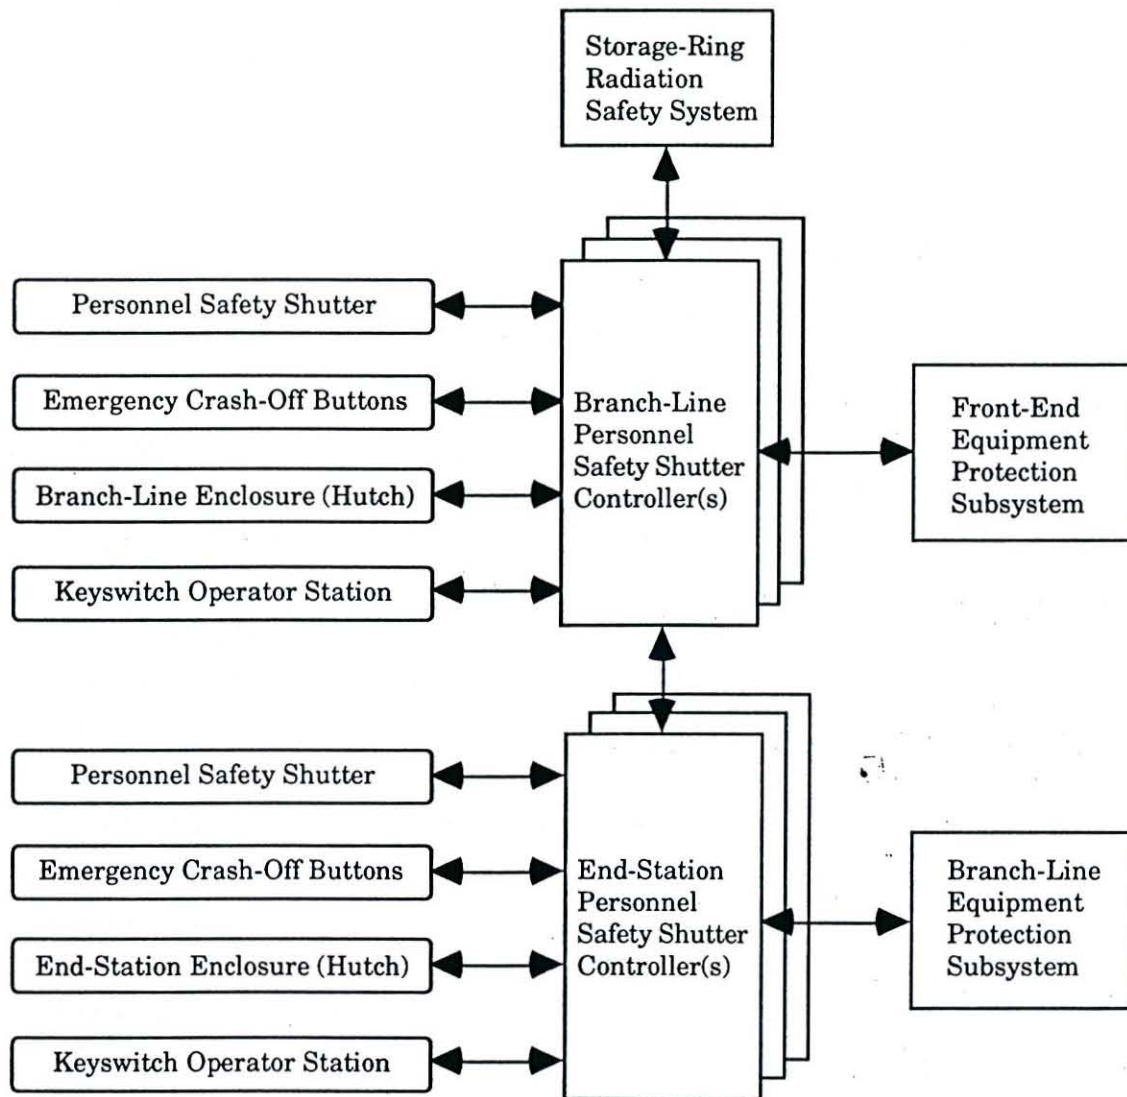 Storage-Ring
Radiation
Safety System
Personnel Safety Shutter
Emergency Crash-Off Buttons
Branch-Line Enclosure (Hutch)
Keyswitch Operator Station
Branch-Line
Personnel
Safety Shutter
Controller(s)
Front-End
Equipment
Protection
Subsystem
Personnel Safety Shutter
Emergency Crash-Off Buttons
End-Station Enclosure (Hutch)
Keyswitch Operator Station
End-Station
Personnel
Safety Shutter
Controller(s)
Branch-Line
Equipment
Protection
Subsystem